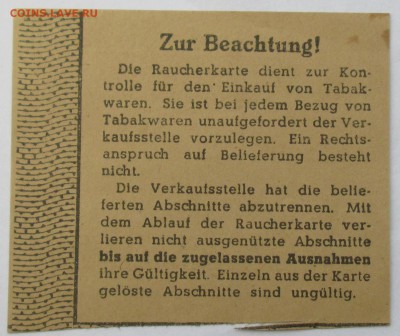 COINS.LAVE.RU
Zur Beachtung!
Die Raucherkarte dient zur Kon-
trolle für den Einkauf von Tabak-
waren. Sie ist bei jedem Bezug von
Tabakwaren unaufgefordert der Ver-
kaufsstelle vorzulegen. Ein Rechts-
anspruch auf Belieferung besteht
nicht.
Die Verkaufsstelle hat die belie-
ferten Abschnitte abzutrennen. Mit
dem Ablauf der Raucherkarte ver-
lieren nicht ausgenützte Abschnitte
bis auf die zugelassenen Ausnahmen
ihre Gültigkeit. Einzeln aus der Karte
gelöste Abschnitte sind ungültig.